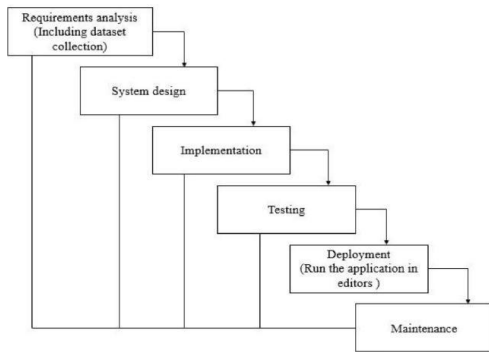 Requirements analysis
(Including dataset
collection)
System design
Implementation
Testing
Deployment
(Run the application in
editors )
Maintenance